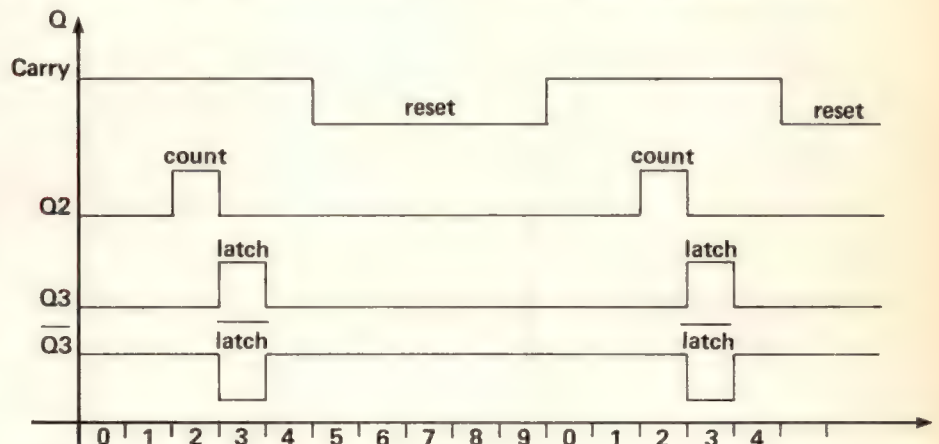 Q
Carry
reset
reset
count
count
Q2
latch
latch
Q3
latch
latch
Q3
0 1 2 3 4 5 6 7 8 9 0 1 2 3 4